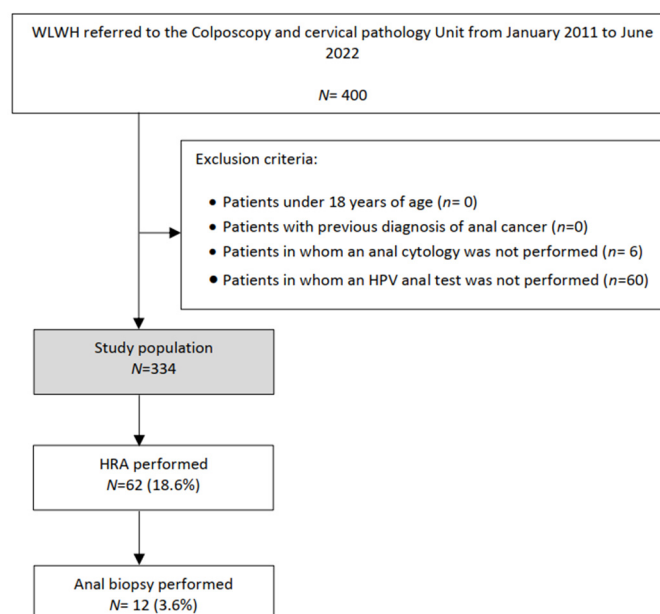 WLWH referred to the Colposcopy and cervical pathology Unit from January 2011 to June
2022
N= 400
Exclusion criteria:
• Patients under 18 years of age (n= 0)
• Patients with previous diagnosis of anal cancer (n=0)
• Patients in whom an anal cytology was not performed (n= 6)
• Patients in whom an HPV anal test was not performed (n=60)
Study population
N=334
HRA performed
N=62 (18.6%)
Anal biopsy performed
N= 12 (3.6%)